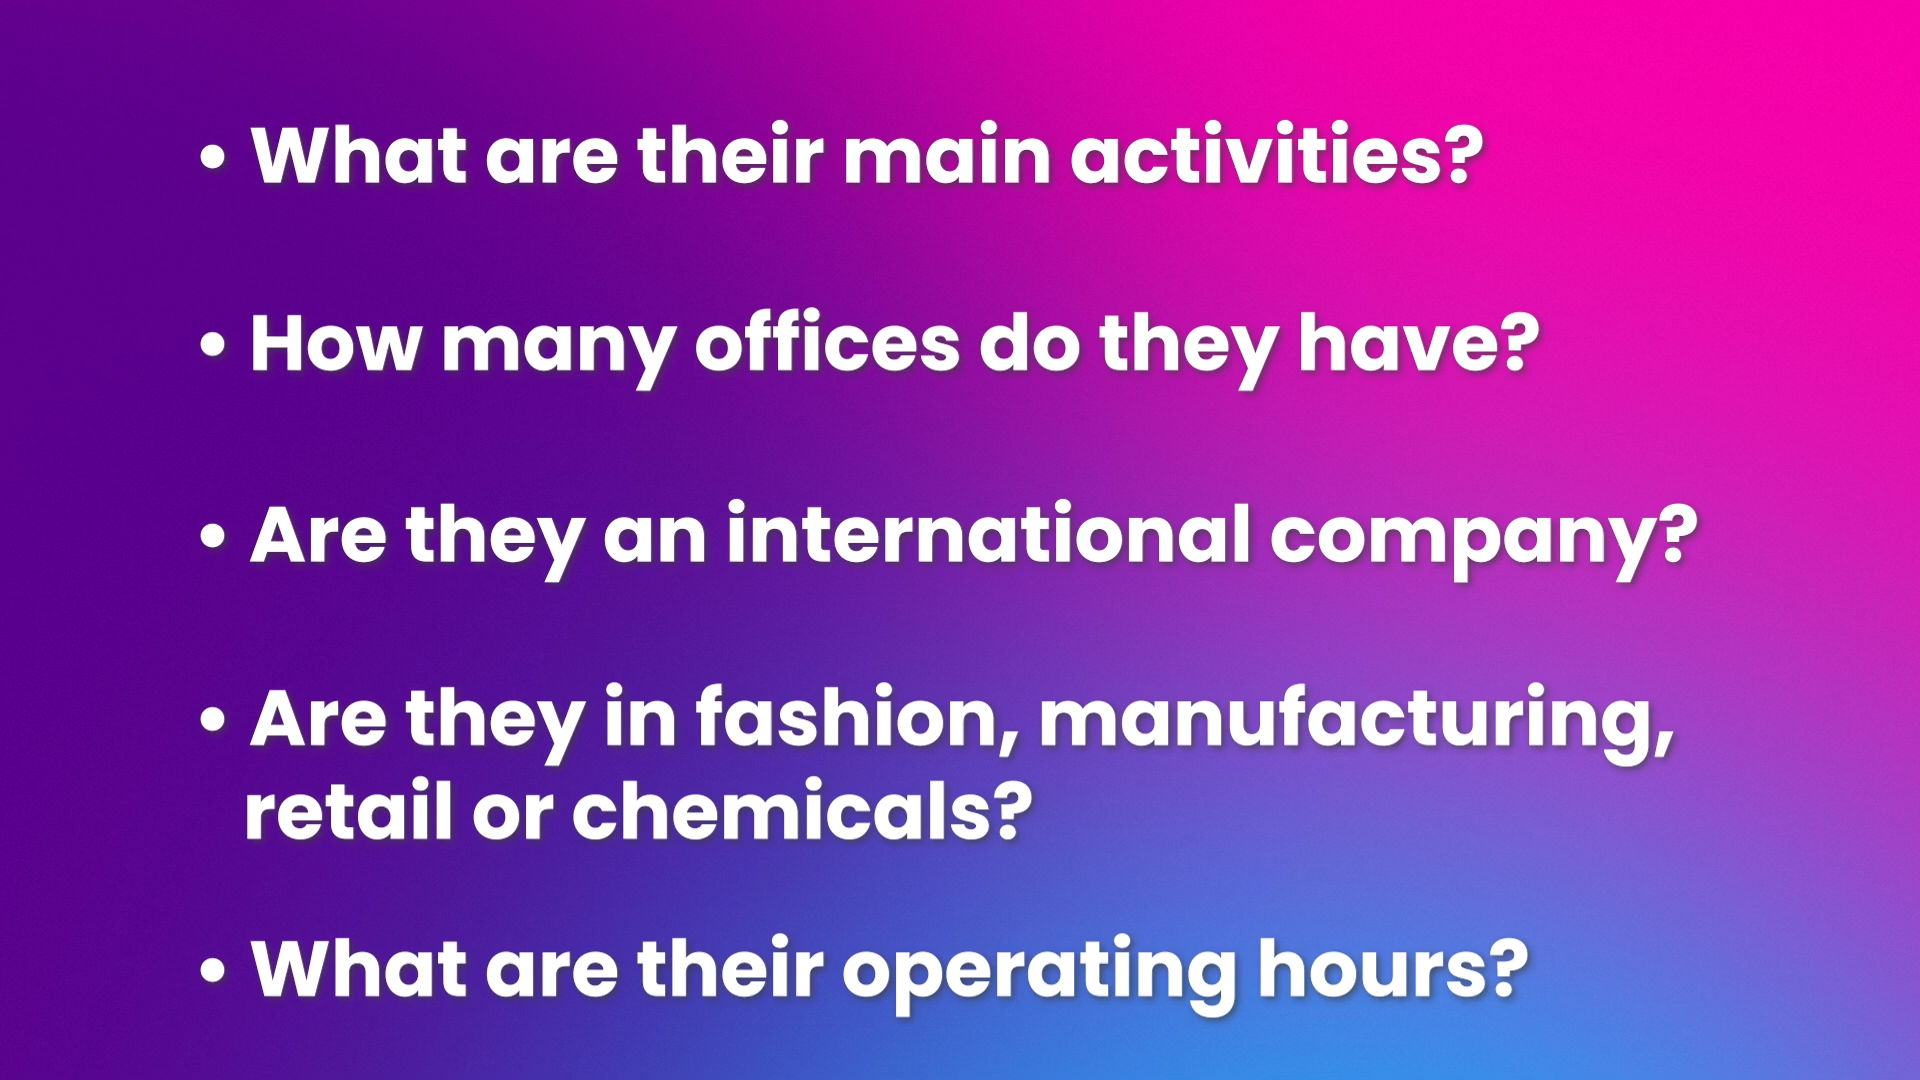 • What are their main activities?
• How many offices do they have?
• Are they an international company?
• Are they in fashion, manufacturing,
retail or chemicals?
• What are their operating hours?